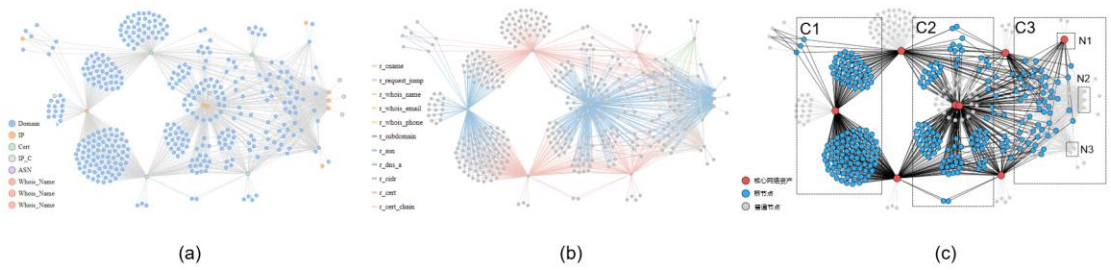 Domain
IP
Cert
IP_C
ASN
Whois_Name
Whois_Name
Whois_Name
(a)
r_cname
r_request_jump
r_whois_name
r_whois_email
r_whois_phone
r_subdomain
r_asn
r_dns_a
r_cidr
r_cert
r_cert_chain
(b)
C1
C2
C3
N1
N2
N3
核心网络资产
邻节点
普通节点
(c)